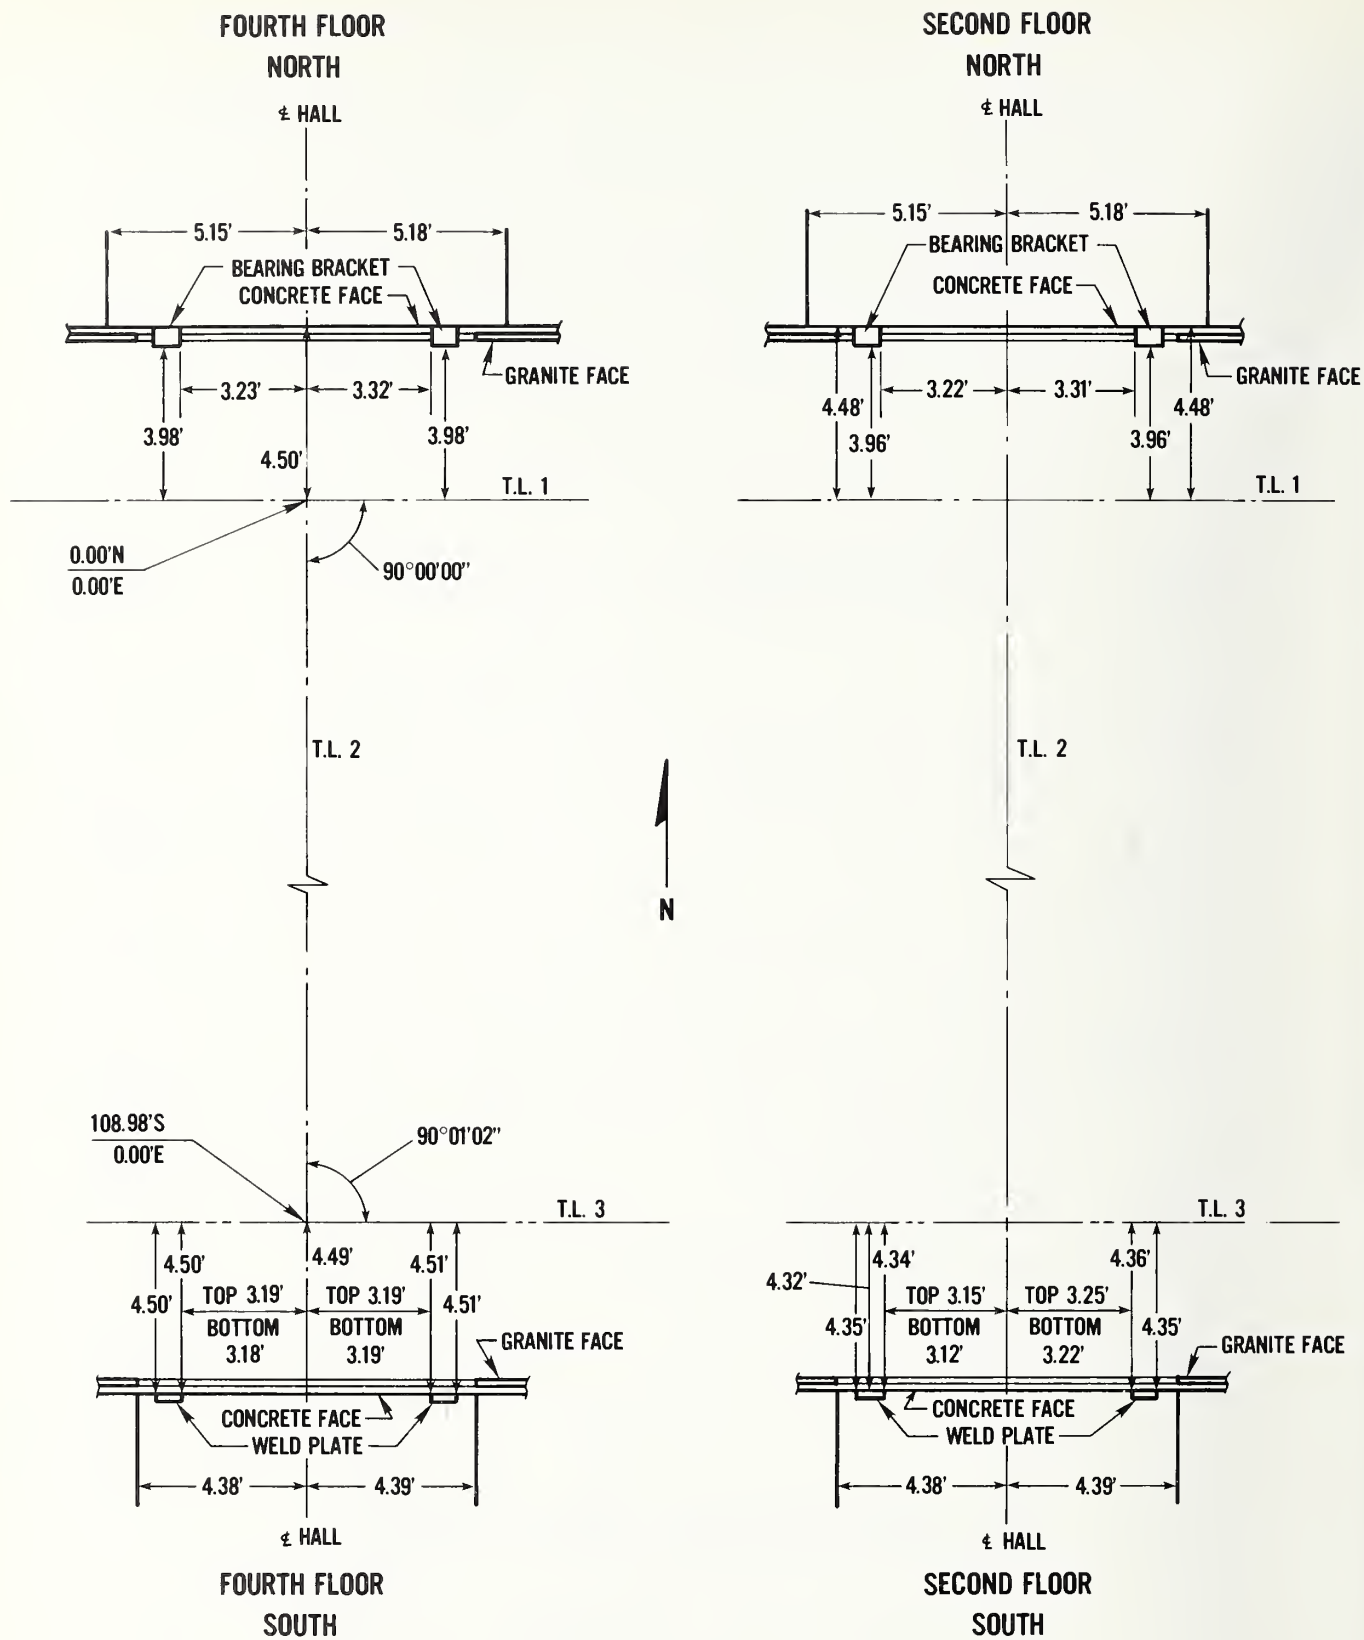 FOURTH FLOOR
NORTH
℄ HALL
5.15' 5.18'
BEARING BRACKET
CONCRETE FACE
GRANITE FACE
3.23' 3.32'
3.98' 3.98'
4.50'
T.L. 1
0.00'N
0.00'E
90°00'00"
T.L. 2
108.98'S
0.00'E
90°01'02"
T.L. 3
4.50' 4.49' 4.51'
4.50' TOP 3.19' TOP 3.19' 4.51'
BOTTOM BOTTOM
3.18' 3.19'
GRANITE FACE
CONCRETE FACE
WELD PLATE
4.38' 4.39'
℄ HALL
FOURTH FLOOR
SOUTH
N
SECOND FLOOR
NORTH
℄ HALL
5.15' 5.18'
BEARING BRACKET
CONCRETE FACE
GRANITE FACE
3.22' 3.31'
4.48' 4.48'
3.96' 3.96'
T.L. 1
T.L. 2
T.L. 3
4.34' 4.36'
4.32'
TOP 3.15' TOP 3.25'
4.35' BOTTOM BOTTOM 4.35'
3.12' 3.22'
GRANITE FACE
CONCRETE FACE
WELD PLATE
4.38' 4.39'
℄ HALL
SECOND FLOOR
SOUTH